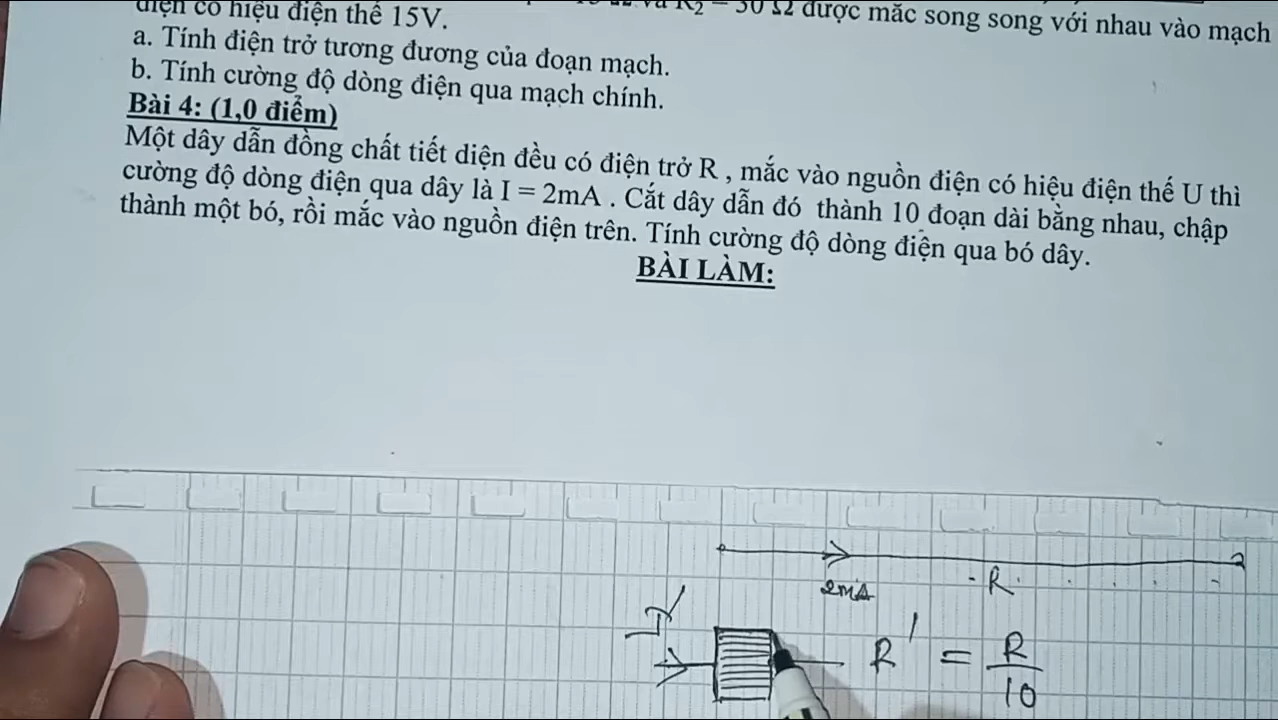 điện có hiệu điện thế 15V.
R₂ = 30 Ω được mắc song song với nhau vào mạch
a. Tính điện trở tương đương của đoạn mạch.
b. Tính cường độ dòng điện qua mạch chính.
Bài 4: (1,0 điểm)
Một dây dẫn đồng chất tiết diện đều có điện trở R , mắc vào nguồn điện có hiệu điện thế U thì
cường độ dòng điện qua dây là I = 2mA . Cắt dây dẫn đó thành 10 đoạn dài bằng nhau, chập
thành một bó, rồi mắc vào nguồn điện trên. Tính cường độ dòng điện qua bó dây.
BÀI LÀM:
2mA R
R' = R
10